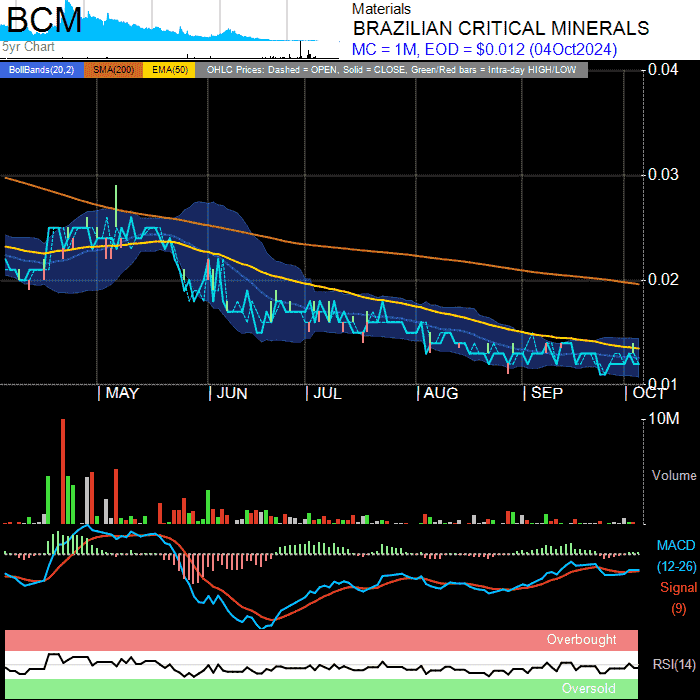 BCM
5yr Chart
Materials
BRAZILIAN CRITICAL MINERALS
MC = 1M, EOD = $0.012 (04Oct2024)
BollBands(20,2) SMA(200) EMA(50) OHLC Prices: Dashed = OPEN, Solid = CLOSE, Green/Red bars = Intra-day HIGH/LOW
0.04
0.03
0.02
0.01
MAY JUN JUL AUG SEP OCT
10M
Volume
MACD
(12-26)
Signal
(9)
Overbought
RSI(14)
Oversold